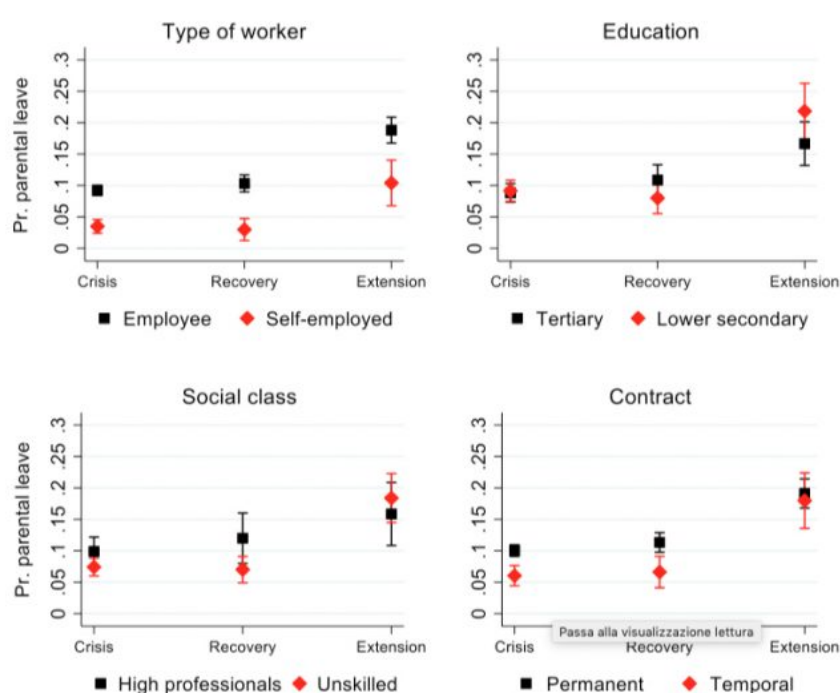 Type of worker
Pr. parental leave
.3
.25
.2
.15
.1
.05
0
Crisis Recovery Extension
Employee Self-employed
Education
.3
.25
.2
.15
.1
.05
0
Crisis Recovery Extension
Tertiary Lower secondary
Social class
Pr. parental leave
.3
.25
.2
.15
.1
.05
0
Crisis Recovery Extension
High professionals Unskilled
Contract
.3
.25
.2
.15
.1
.05
0
Passa alla visualizzazione lettura
Crisis Recovery Extension
Permanent Temporal